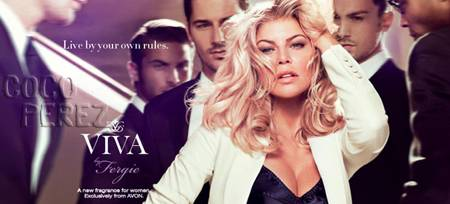 Live by your own rules.
COCO
PEREZ
VIVA
by
Fergie
A new fragrance for women.
Exclusively from AVON.